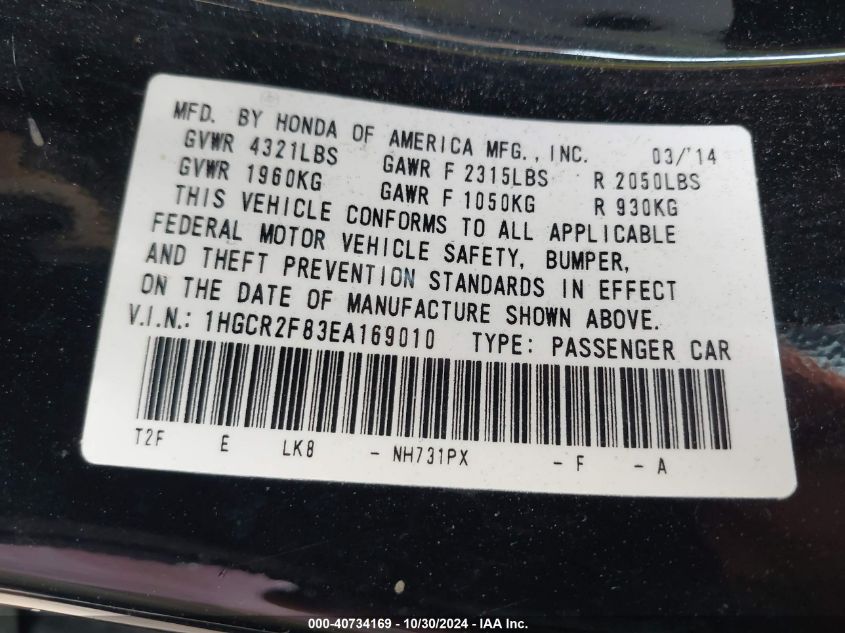 MFD. BY HONDA OF AMERICA MFG., INC. 03/'14
GVWR 4321LBS GAWR F 2315LBS R 2050LBS
GVWR 1960KG GAWR F 1050KG R 930KG
THIS VEHICLE CONFORMS TO ALL APPLICABLE
FEDERAL MOTOR VEHICLE SAFETY, BUMPER,
AND THEFT PREVENTION STANDARDS IN EFFECT
ON THE DATE OF MANUFACTURE SHOWN ABOVE.
V.I.N.: 1HGCR2F83EA169010 TYPE: PASSENGER CAR
T2F E LK8 - NH731PX - F - A
000-40734169 - 10/30/2024 - IAA Inc.